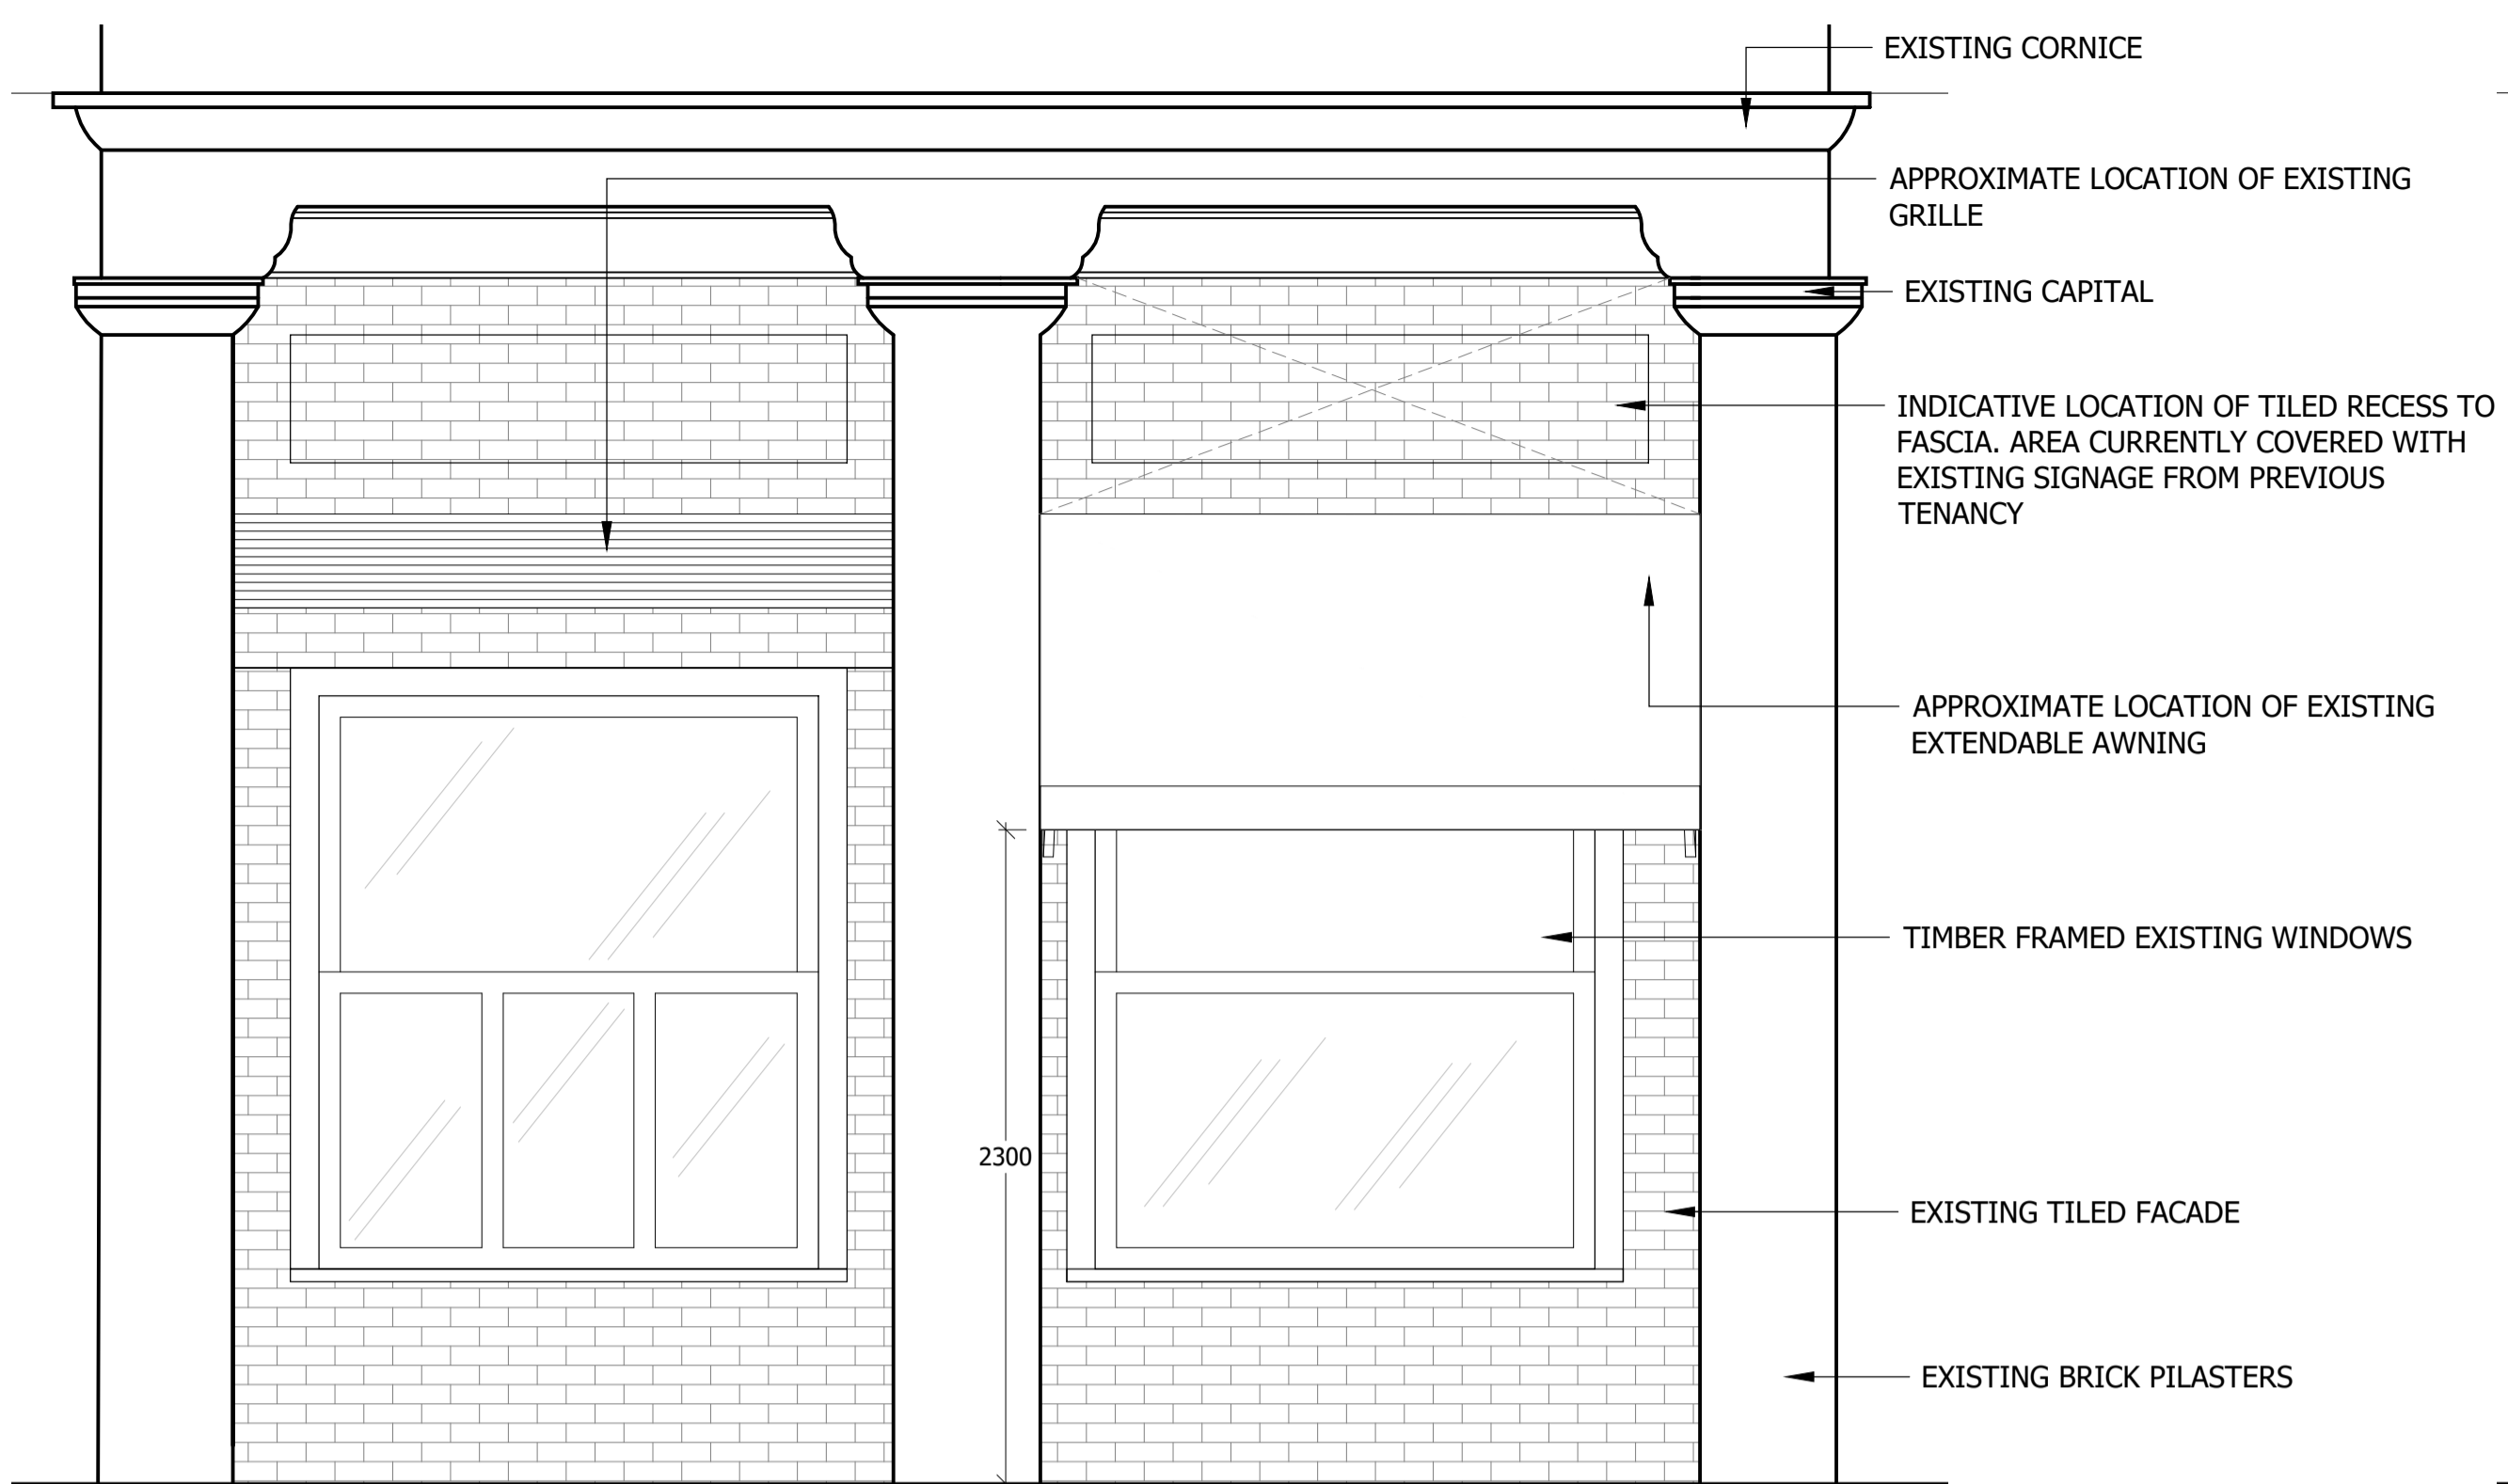 EXISTING CORNICE
APPROXIMATE LOCATION OF EXISTING
GRILLE
EXISTING CAPITAL
INDICATIVE LOCATION OF TILED RECESS TO
FASCIA. AREA CURRENTLY COVERED WITH
EXISTING SIGNAGE FROM PREVIOUS
TENANCY
APPROXIMATE LOCATION OF EXISTING
EXTENDABLE AWNING
TIMBER FRAMED EXISTING WINDOWS
2300
EXISTING TILED FACADE
EXISTING BRICK PILASTERS